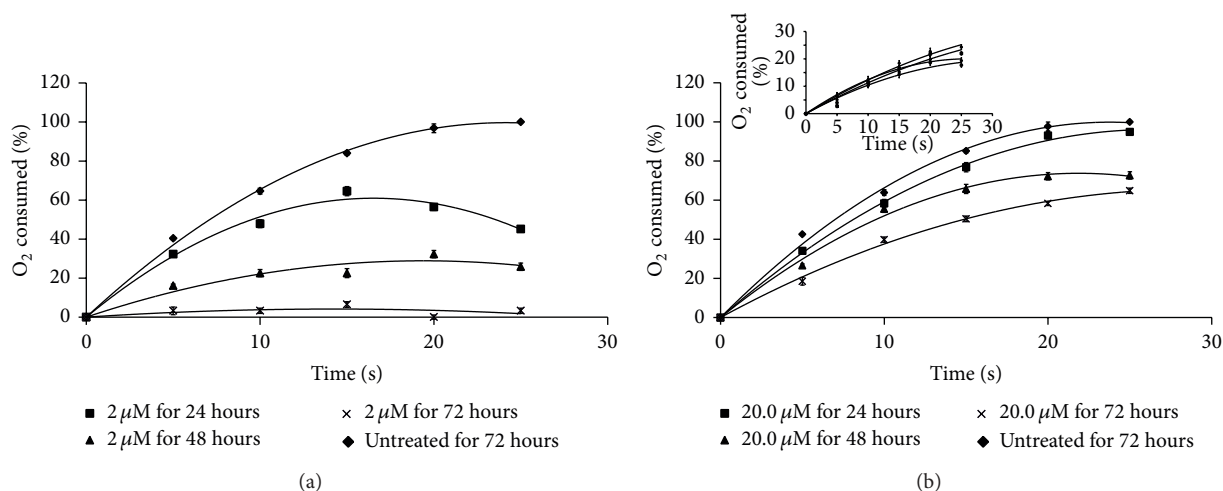 120
100
80
60
40
20
0
O2 consumed (%)
0 10 20 30
Time (s)
2 μM for 24 hours
2 μM for 48 hours
2 μM for 72 hours
Untreated for 72 hours
(a)
30
20
10
0
O2 consumed
(%)
0 5 10 15 20 25 30
Time (s)
120
100
80
60
40
20
0
O2 consumed (%)
0 10 20 30
Time (s)
20.0 μM for 24 hours
20.0 μM for 48 hours
20.0 μM for 72 hours
Untreated for 72 hours
(b)